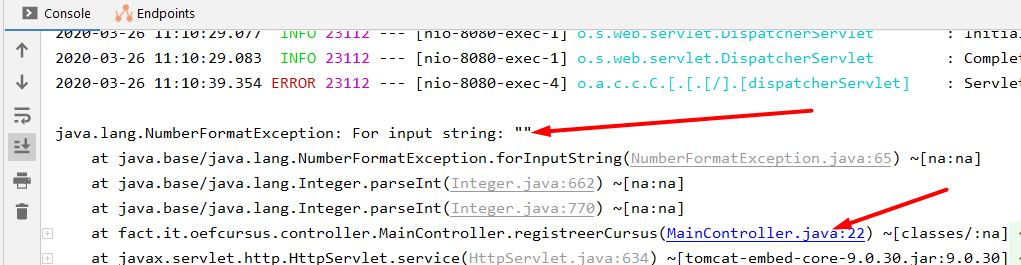 Console Endpoints
2020-03-26 11:10:29.077 INFO 23112 --- [nio-8080-exec-1] o.s.web.servlet.DispatcherServlet : Initial
2020-03-26 11:10:29.083 INFO 23112 --- [nio-8080-exec-1] o.s.web.servlet.DispatcherServlet : Complet
2020-03-26 11:10:39.354 ERROR 23112 --- [nio-8080-exec-4] o.a.c.c.C.[.[.[/].[dispatcherServlet] : Servlet
java.lang.NumberFormatException: For input string: ""
at java.base/java.lang.NumberFormatException.forInputString(NumberFormatException.java:65) ~[na:na]
at java.base/java.lang.Integer.parseInt(Integer.java:662) ~[na:na]
at java.base/java.lang.Integer.parseInt(Integer.java:770) ~[na:na]
at fact.it.oefcursus.controller.MainController.registreerCursus(MainController.java:22) ~[classes/:na]
at javax.servlet.http.HttpServlet.service(HttpServlet.java:634) ~[tomcat-embed-core-9.0.30.jar:9.0.30]